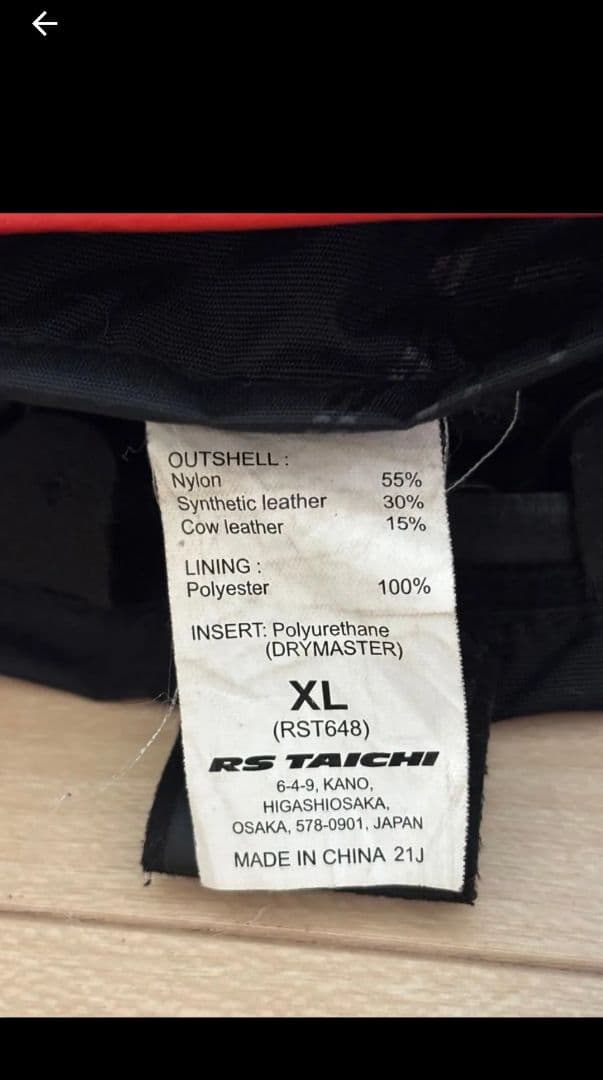 OUTSHELL :
Nylon 55%
Synthetic leather 30%
Cow leather 15%
LINING :
Polyester 100%
INSERT: Polyurethane
(DRYMASTER)
XL
(RST648)
RS TAICHI
6-4-9, KANO,
HIGASHIOSAKA,
OSAKA, 578-0901, JAPAN
MADE IN CHINA 21J